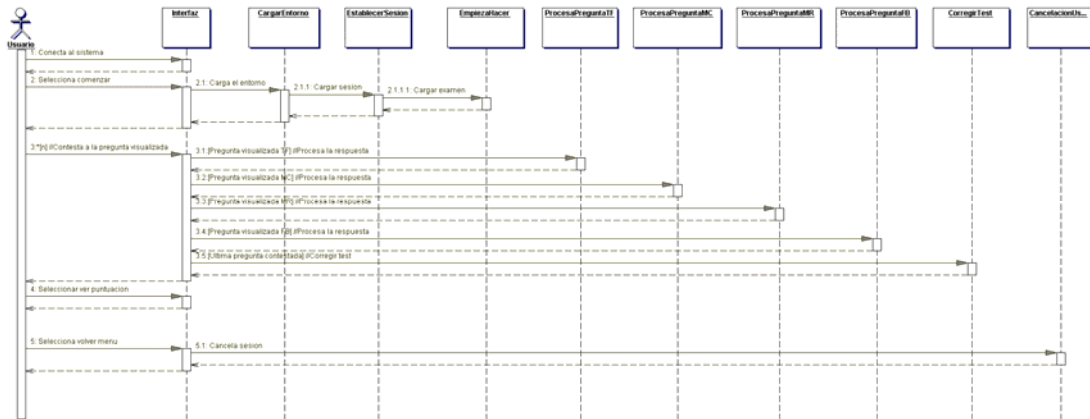 Usuario
Interfaz
CargarEntorno
EstablecerSesion
EmpiezaHacer
ProcesaPreguntaTF
ProcesaPreguntaMC
ProcesaPreguntaMR
ProcesaPreguntaFB
CorregirTest
CancelacionUs...
1: Conecta al sistema
2: Selecciona comenzar
2.1: Carga el entorno
2.1.1: Cargar sesion
2.1.1.1: Cargar examen
3:*[n] //Contesta a la pregunta visualizada
3.1:[Pregunta visualizada TF] //Procesa la respuesta
3.2:[Pregunta visualizada MC] //Procesa la respuesta
3.3:[Pregunta visualizada MR] //Procesa la respuesta
3.4:[Pregunta visualizada FB] //Procesa la respuesta
3.5:[Ultima pregunta contestada] //Corregir test
4: Seleccionar ver puntuación
5: Selecciona volver menu
5.1: Cancela sesion